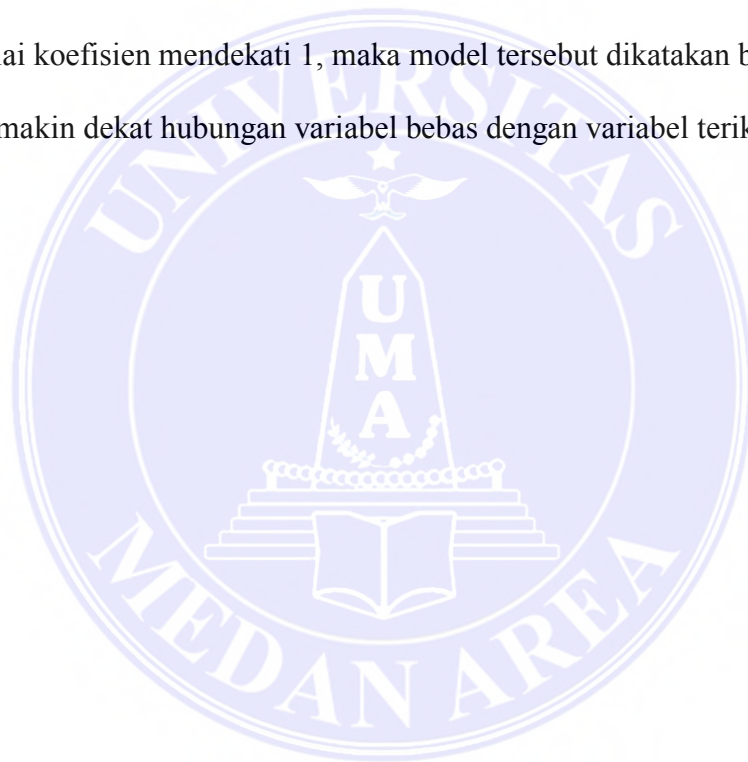 ai koefisien mendekati 1, maka model tersebut dikatakan b
makin dekat hubungan variabel bebas dengan variabel terik
UNIVERSITAS
UMA
MEDAN AREA